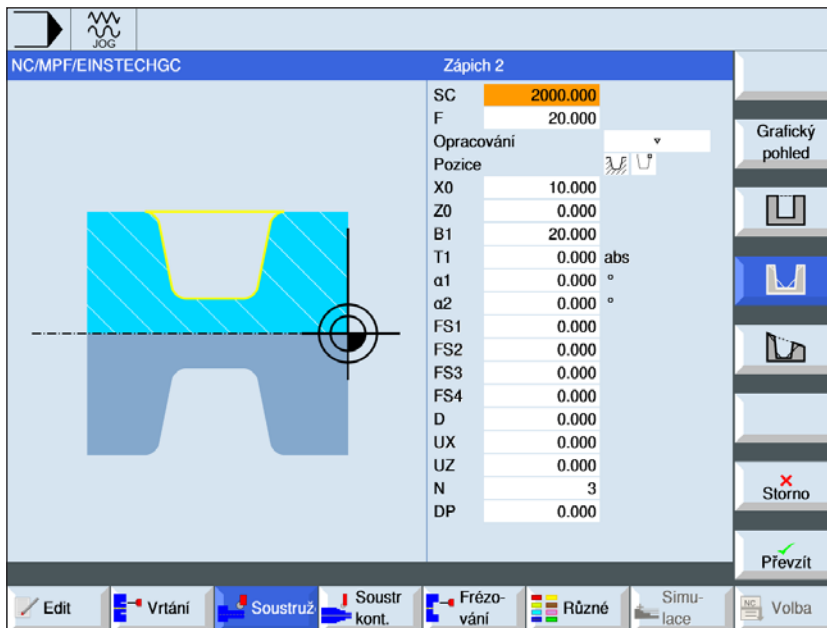 JOG
NC/MPF/EINSTECHGC
Zápich 2
SC 2000.000
F 20.000
Opracování
Pozice
X0 10.000
Z0 0.000
B1 20.000
T1 0.000 abs
α1 0.000 °
α2 0.000 °
FS1 0.000
FS2 0.000
FS3 0.000
FS4 0.000
D 0.000
UX 0.000
UZ 0.000
N 3
DP 0.000
Grafický
pohled
Storno
Převzít
Edit
Vrtání
Soustruž
Soustr
kont.
Frézo-
vání
Různé
Simu-
lace
NC
Volba